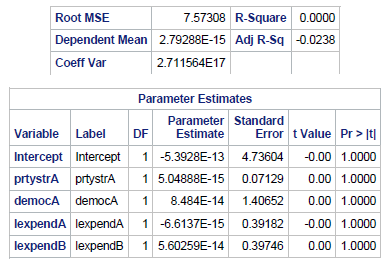 Root MSE 7.57308 R-Square 0.0000
Dependent Mean 2.79288E-15 Adj R-Sq -0.0238
Coeff Var 2.711564E17
Parameter Estimates
Variable Label DF Parameter Estimate Standard Error t Value Pr > |t|
Intercept Intercept 1 -5.3928E-13 4.73604 -0.00 1.0000
prtystrA prtystrA 1 5.04888E-15 0.07129 0.00 1.0000
democA democA 1 8.484E-14 1.40652 0.00 1.0000
lexpendA lexpendA 1 -6.6137E-15 0.39182 -0.00 1.0000
lexpendB lexpendB 1 5.60259E-14 0.39746 0.00 1.0000